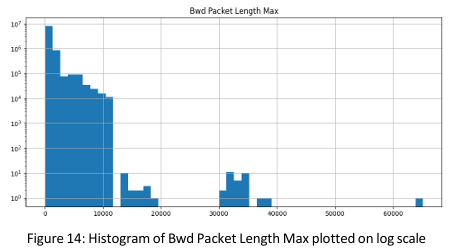 Bwd Packet Length Max
10⁷
10⁶
10⁵
10⁴
10³
10²
10¹
10⁰
0 10000 20000 30000 40000 50000 60000
Figure 14: Histogram of Bwd Packet Length Max plotted on log scale